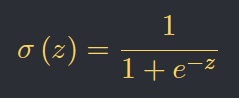 σ (z) = 1 / (1 + e^{-z})